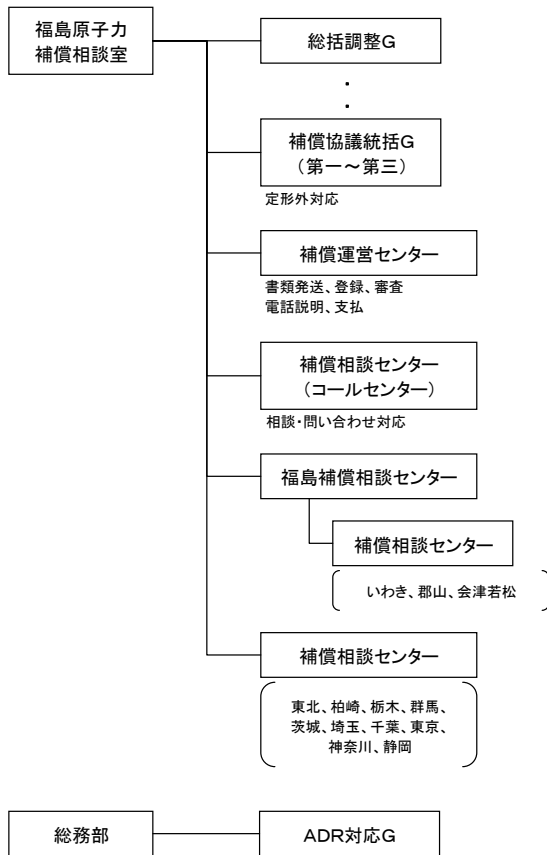 福島原子力
補償相談室
総括調整G
・
・
補償協議統括G
（第一～第三）
定形外対応
補償運営センター
書類発送、登録、審査
電話説明、支払
補償相談センター
（コールセンター）
相談・問い合わせ対応
福島補償相談センター
補償相談センター
いわき、郡山、会津若松
補償相談センター
東北、柏崎、栃木、群馬、
茨城、埼玉、千葉、東京、
神奈川、静岡
総務部
ADR対応G